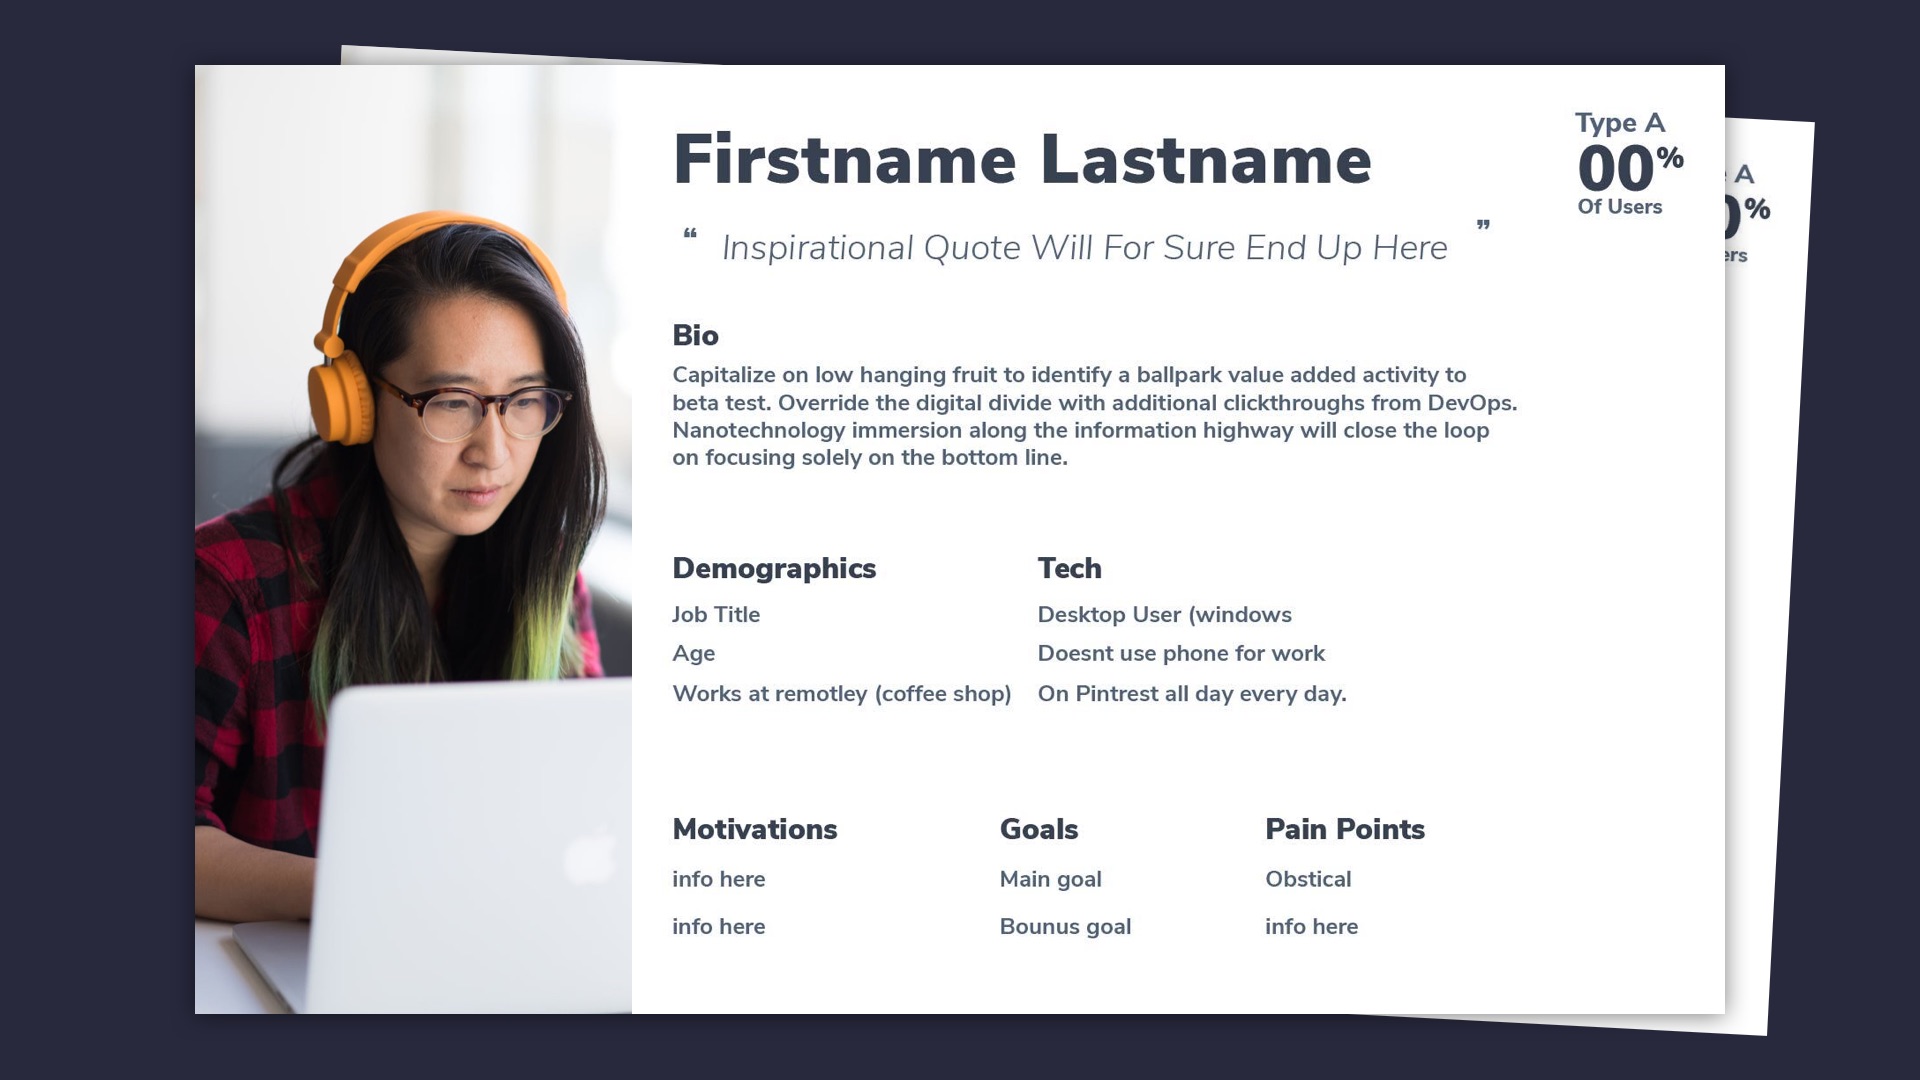 Firstname Lastname
Type A
00%
Of Users
“ Inspirational Quote Will For Sure End Up Here ”
Bio
Capitalize on low hanging fruit to identify a ballpark value added activity to
beta test. Override the digital divide with additional clickthroughs from DevOps.
Nanotechnology immersion along the information highway will close the loop
on focusing solely on the bottom line.
Demographics
Job Title
Age
Works at remotley (coffee shop)
Tech
Desktop User (windows
Doesnt use phone for work
On Pintrest all day every day.
Motivations
info here
info here
Goals
Main goal
Bounus goal
Pain Points
Obstical
info here
A
%